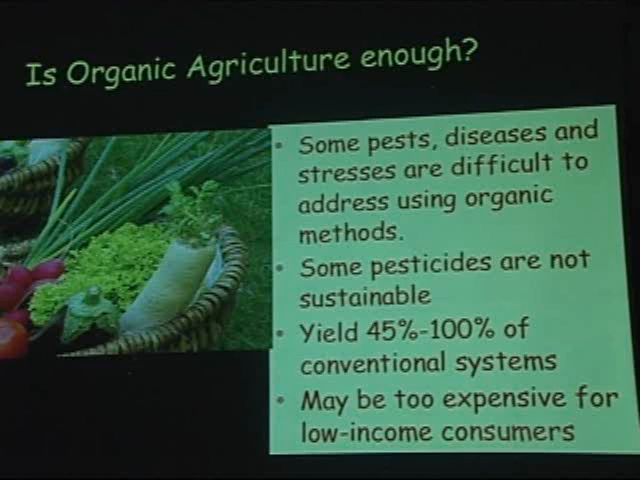 Is Organic Agriculture enough?
• Some pests, diseases and
stresses are difficult to
address using organic
methods.
• Some pesticides are not
sustainable
• Yield 45%-100% of
conventional systems
• May be too expensive for
low-income consumers